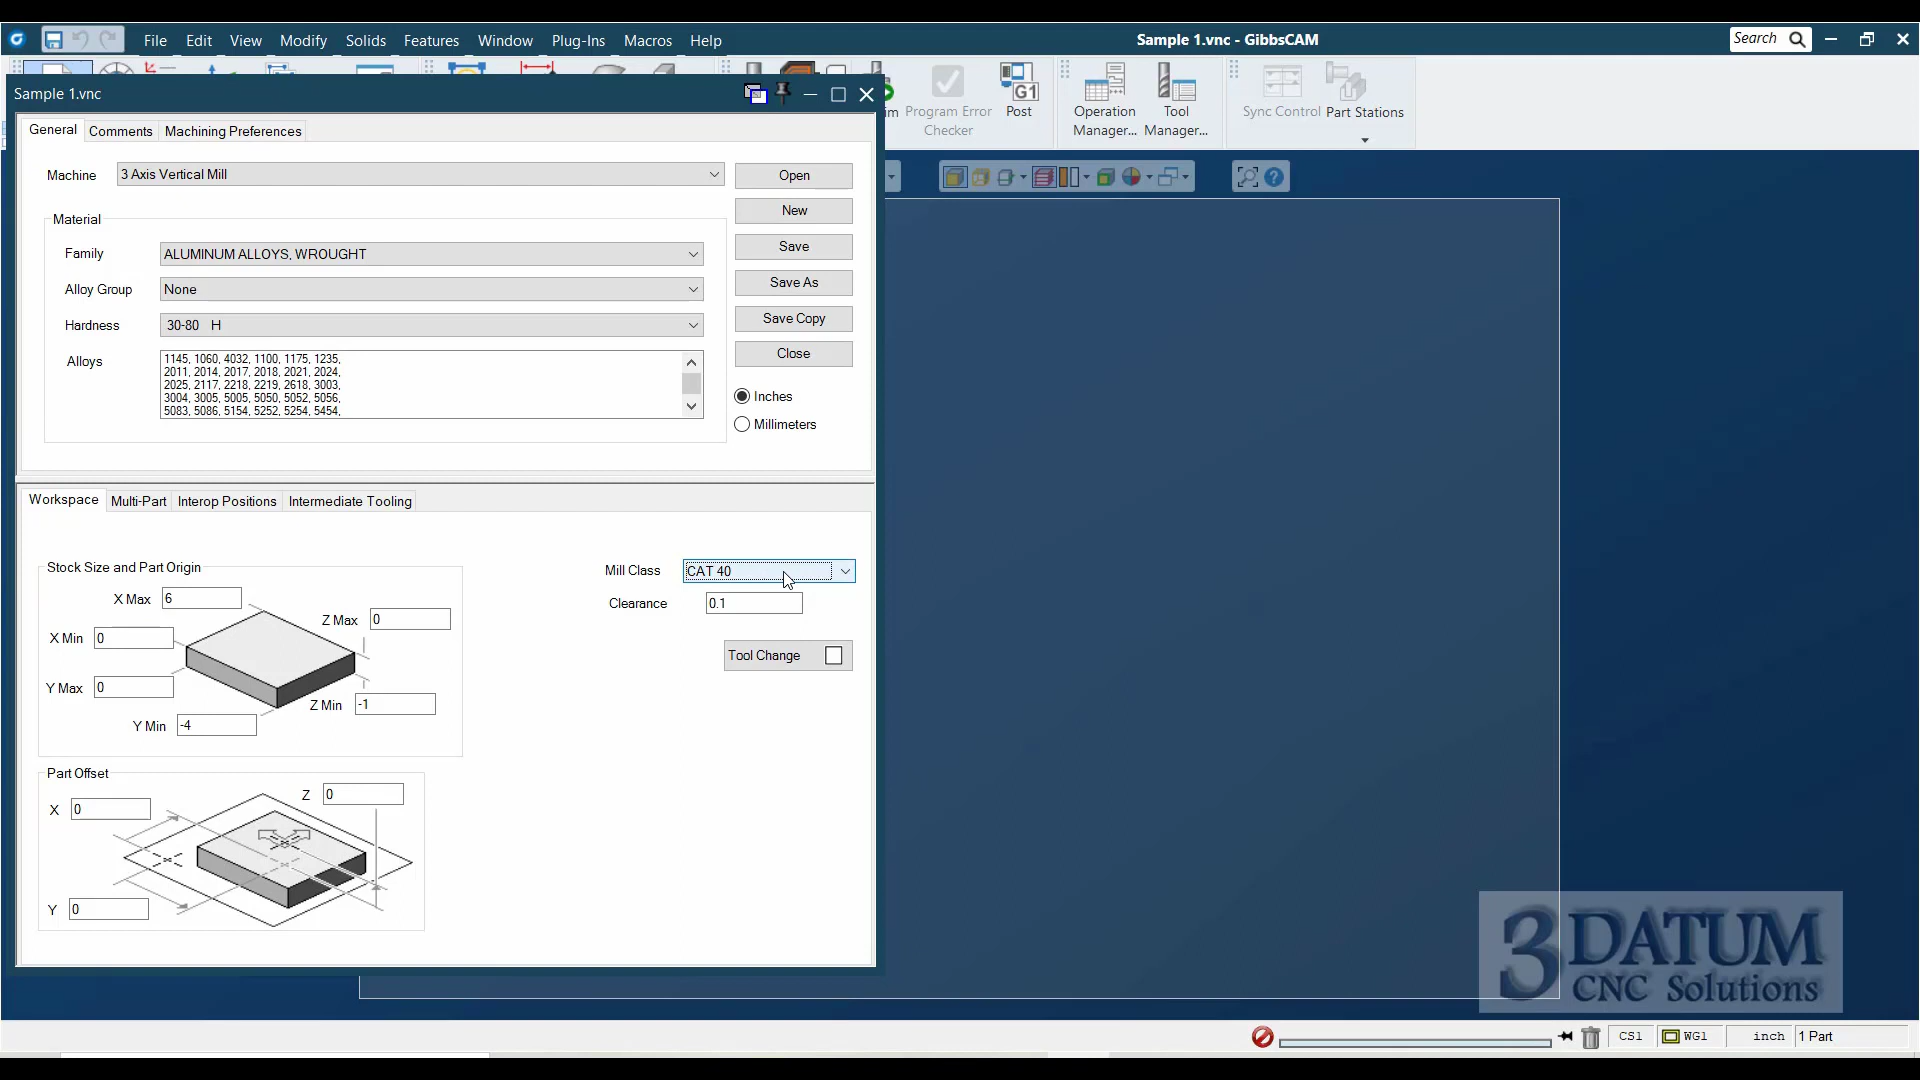 File Edit View Modify Solids Features Window Plug-Ins Macros Help
Sample 1.vnc - GibbsCAM
Search
Sample 1.vnc
Program Error Checker
Post
G1
Operation Manager...
Tool Manager...
Sync Control
Part Stations
General Comments Machining Preferences
Machine 3 Axis Vertical Mill
Open
Material
New
Family ALUMINUM ALLOYS, WROUGHT
Save
Alloy Group None
Save As
Hardness 30-80 H
Save Copy
Alloys
1145, 1060, 4032, 1100, 1175, 1235,
2011, 2014, 2017, 2018, 2021, 2024,
2025, 2117, 2218, 2219, 2618, 3003,
3004, 3005, 5005, 5050, 5052, 5056,
5083, 5086, 5154, 5252, 5254, 5454,
Close
Inches
Millimeters
Workspace Multi-Part Interop Positions Intermediate Tooling
Stock Size and Part Origin
X Max 6
Z Max 0
X Min 0
Y Max 0
Z Min -1
Y Min -4
Mill Class CAT 40
Clearance 0.1
Tool Change
Part Offset
Z 0
X 0
Y 0
3DATUM
CNC Solutions
CS1 WG1 inch 1 Part